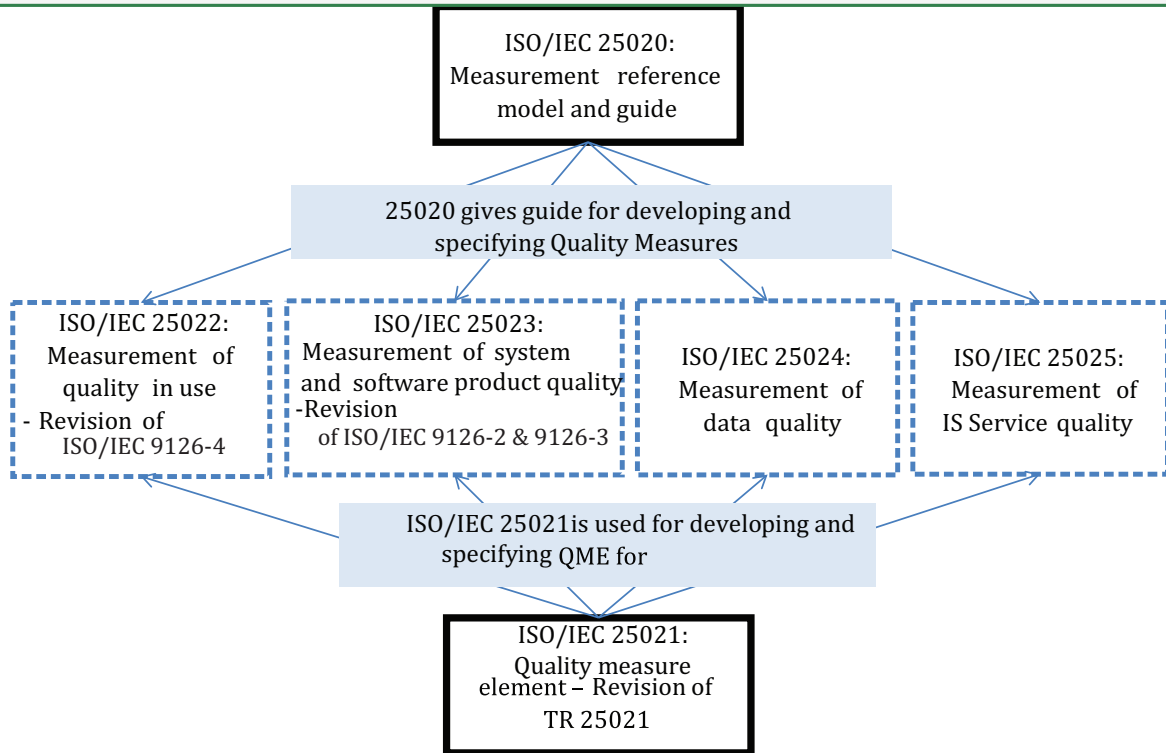 ISO/IEC 25020:
Measurement reference
model and guide
25020 gives guide for developing and
specifying Quality Measures
ISO/IEC 25022:
Measurement of
quality in use
- Revision of
ISO/IEC 9126-4
ISO/IEC 25023:
Measurement of system
and software product quality
-Revision
of ISO/IEC 9126-2 & 9126-3
ISO/IEC 25024:
Measurement of
data quality
ISO/IEC 25025:
Measurement of
IS Service quality
ISO/IEC 25021is used for developing and
specifying QME for
ISO/IEC 25021:
Quality measure
element – Revision of
TR 25021